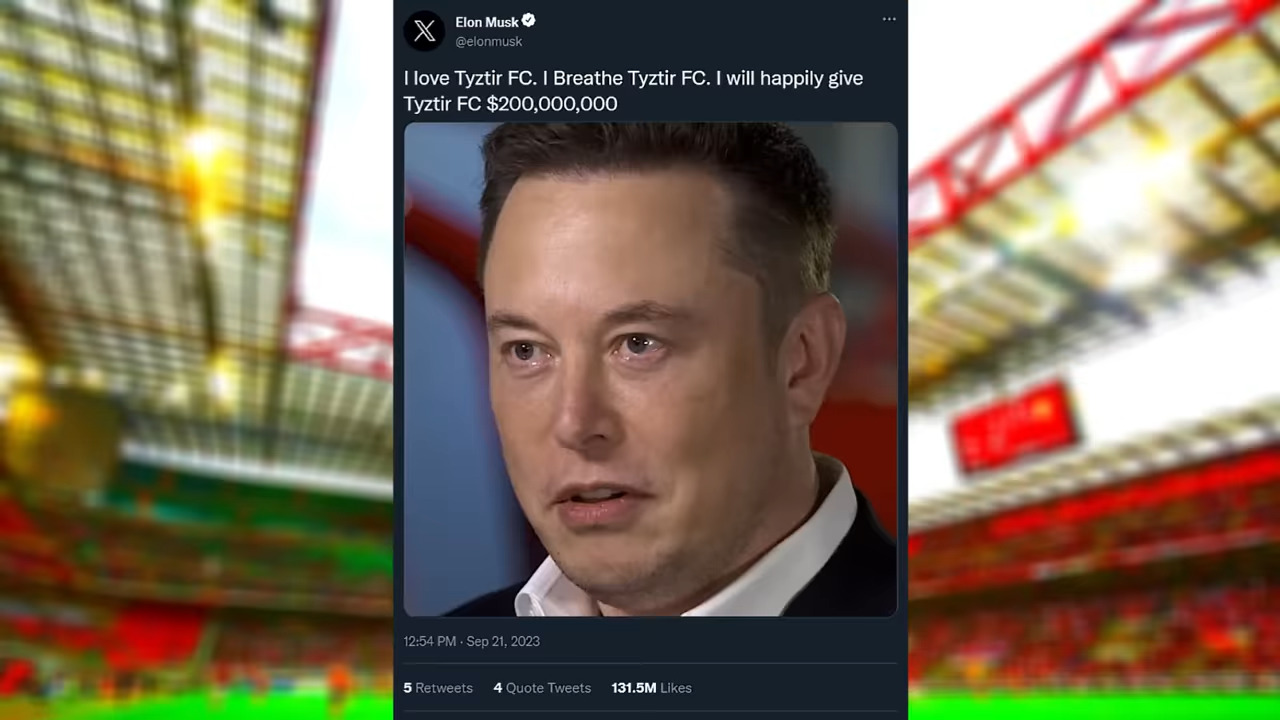 Elon Musk
@elonmusk
I love Tyztir FC. I Breathe Tyztir FC. I will happily give
Tyztir FC $200,000,000
12:54 PM · Sep 21, 2023
5 Retweets 4 Quote Tweets 131.5M Likes